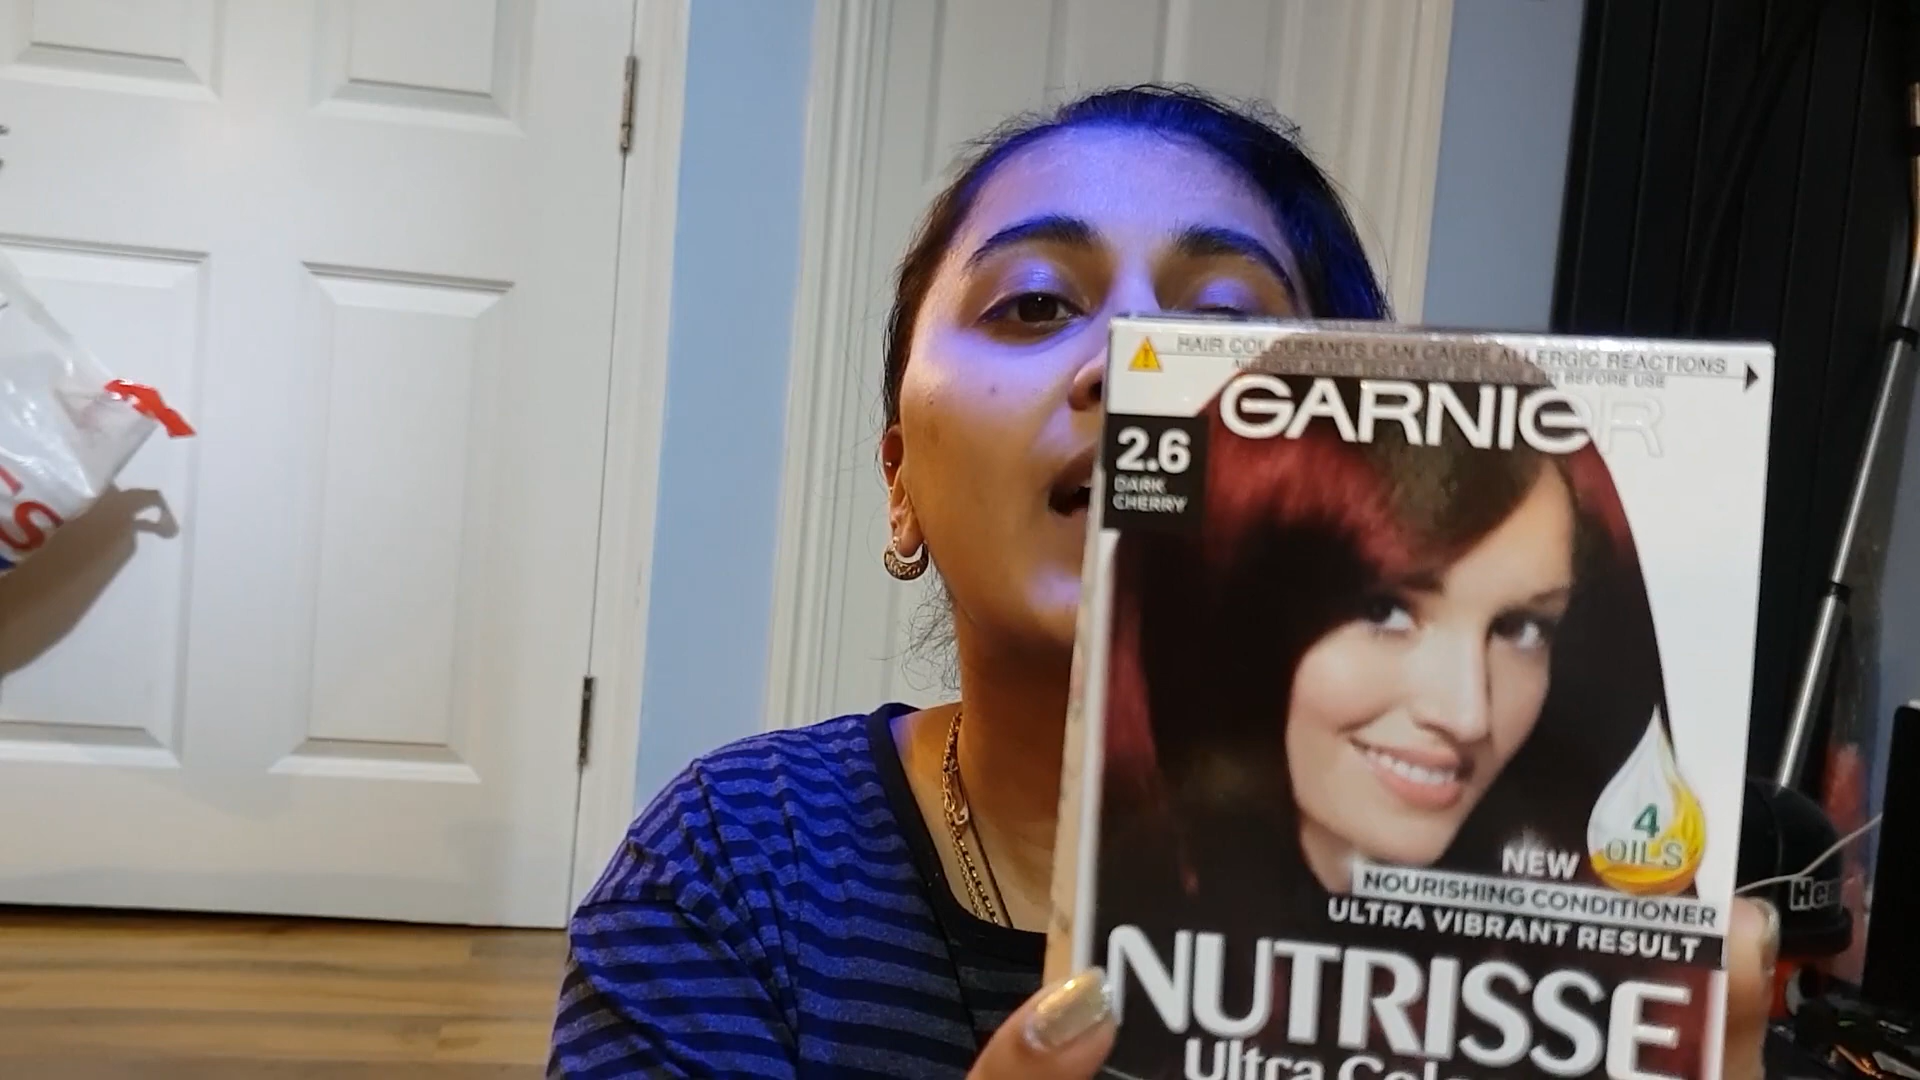 HAIR COLOURANTS CAN CAUSE ALLERGIC REACTIONS
BEFORE USE
GARNIER
2.6
DARK
CHERRY
4
OILS
NEW
NOURISHING CONDITIONER
ULTRA VIBRANT RESULT
NUTRISSE
Ultra